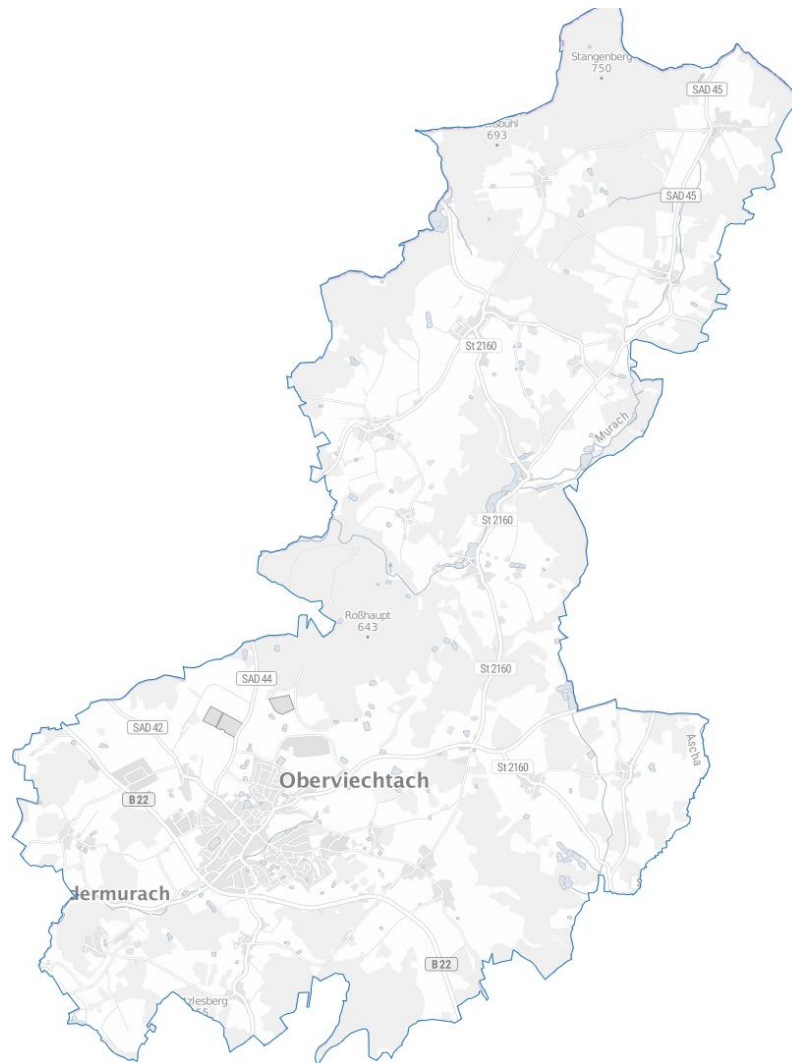 Stangenberg
750
SAD 45
693
SAD 45
St 2160
Murach
St 2160
Roßhaupt
643
St 2160
SAD 44
SAD 42
Ascha
St 2160
Oberviechtach
B 22
dermurach
B 22